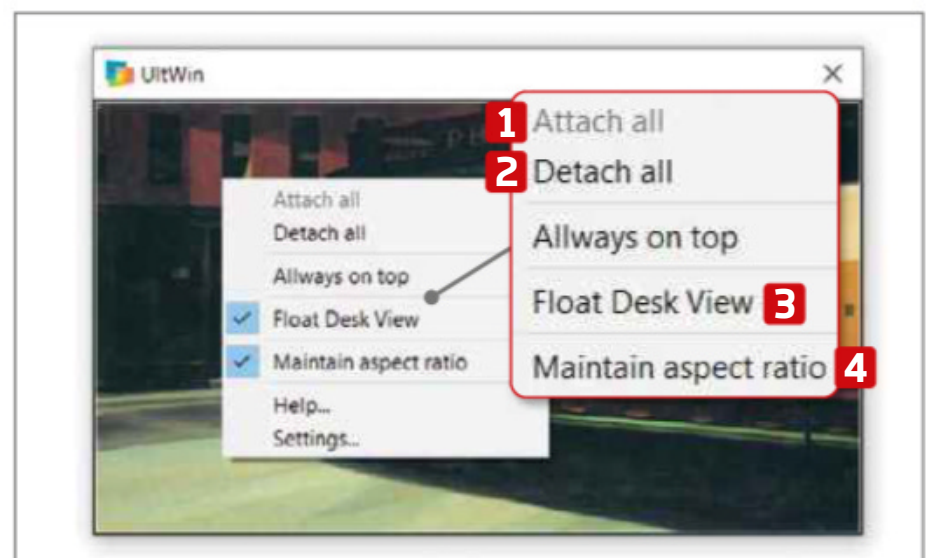 UltWin
Attach all
Detach all
Allways on top
Float Desk View
Maintain aspect ratio
Help...
Settings...
1 Attach all
2 Detach all
Allways on top
Float Desk View 3
Maintain aspect ratio 4